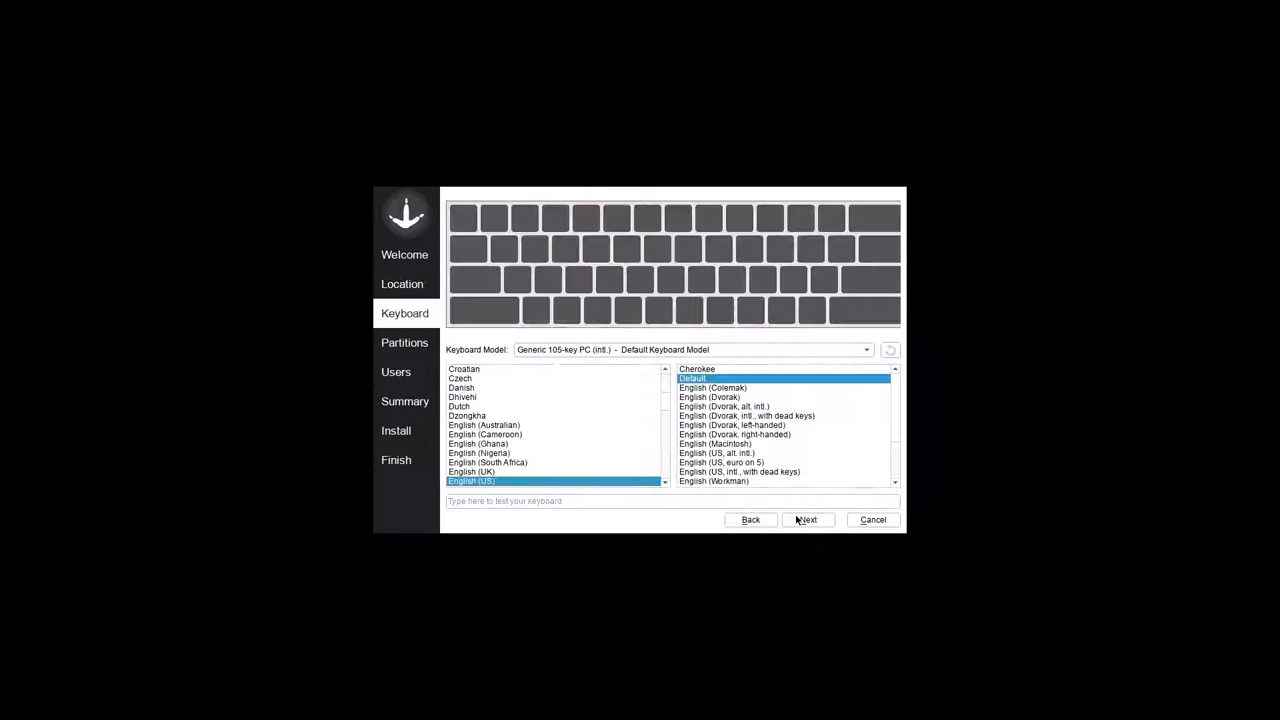 Welcome
Location
Keyboard
Partitions
Users
Summary
Install
Finish
Keyboard Model: Generic 105-key PC (intl.) - Default Keyboard Model
Croatian
Czech
Danish
Dhivehi
Dutch
Dzongkha
English (Australian)
English (Cameroon)
English (Ghana)
English (Nigeria)
English (South Africa)
English (UK)
English (US)
Cherokee
Default
English (Colemak)
English (Dvorak)
English (Dvorak, alt. intl.)
English (Dvorak, intl., with dead keys)
English (Dvorak, left-handed)
English (Dvorak, right-handed)
English (Macintosh)
English (US, alt. intl.)
English (US, euro on 5)
English (US, intl., with dead keys)
English (Workman)
Type here to test your keyboard
Back Next Cancel